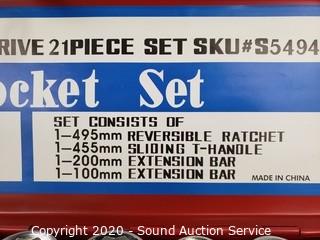 RIVE 21PIECE SET SKU#S5494
ocket Set
SET CONSISTS OF
1-495mm REVERSIBLE RATCHET
1-455mm SLIDING T-HANDLE
1-200mm EXTENSION BAR
1-100mm EXTENSION BAR
MADE IN CHINA
Copyright 2020 - Sound Auction Service